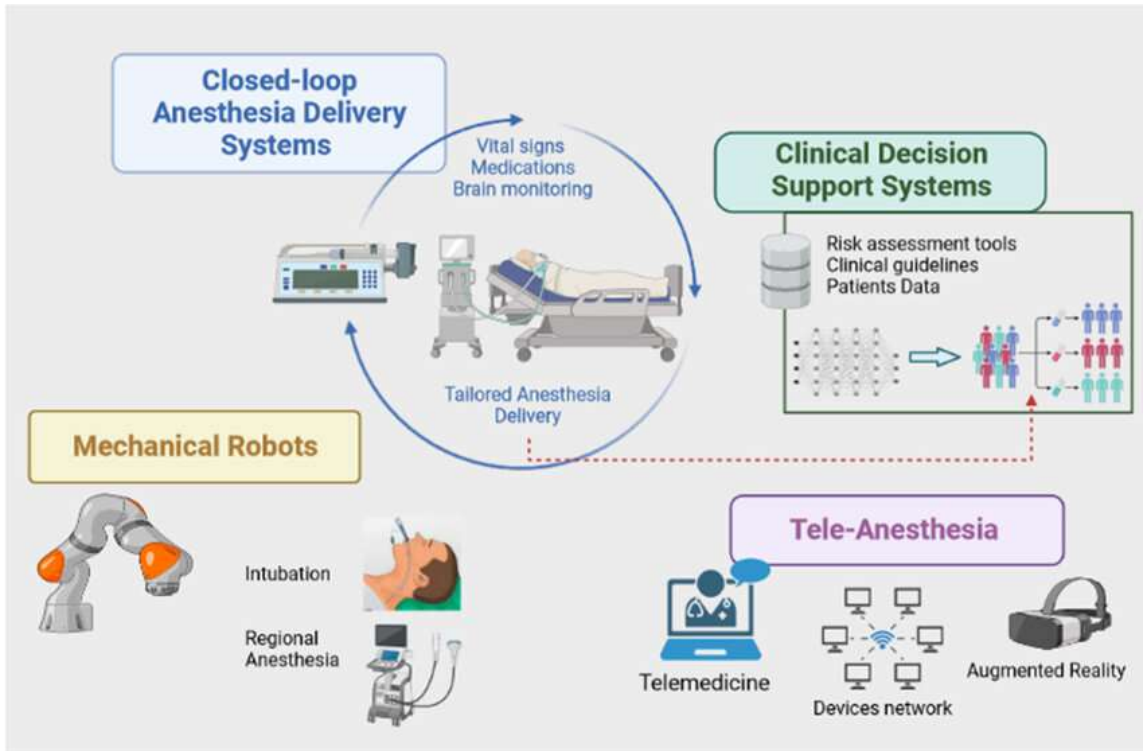 Closed-loop
Anesthesia Delivery
Systems
Vital signs
Medications
Brain monitoring
Tailored Anesthesia
Delivery
Clinical Decision
Support Systems
Risk assessment tools
Clinical guidelines
Patients Data
Mechanical Robots
Intubation
Regional
Anesthesia
Tele-Anesthesia
Telemedicine
Devices network
Augmented Reality